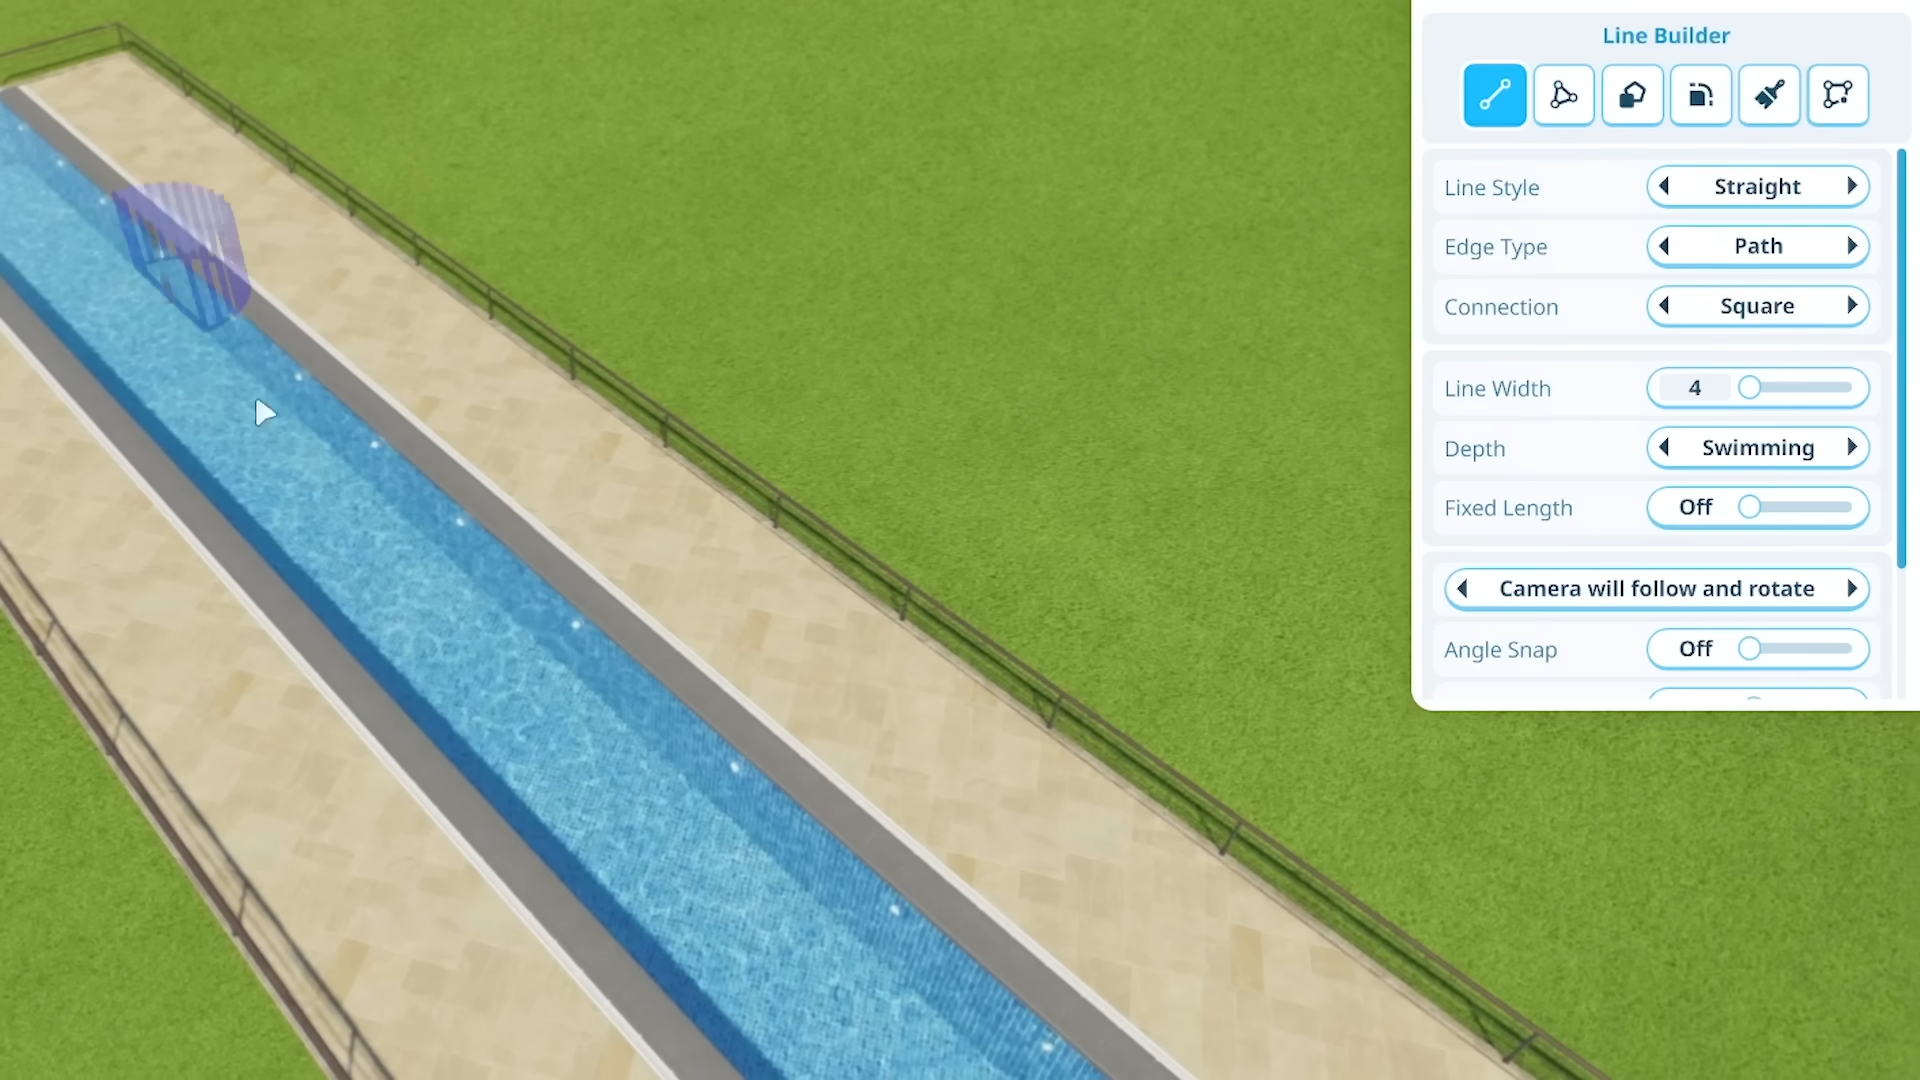 Line Builder
Line Style Straight
Edge Type Path
Connection Square
Line Width 4
Depth Swimming
Fixed Length Off
Camera will follow and rotate
Angle Snap Off